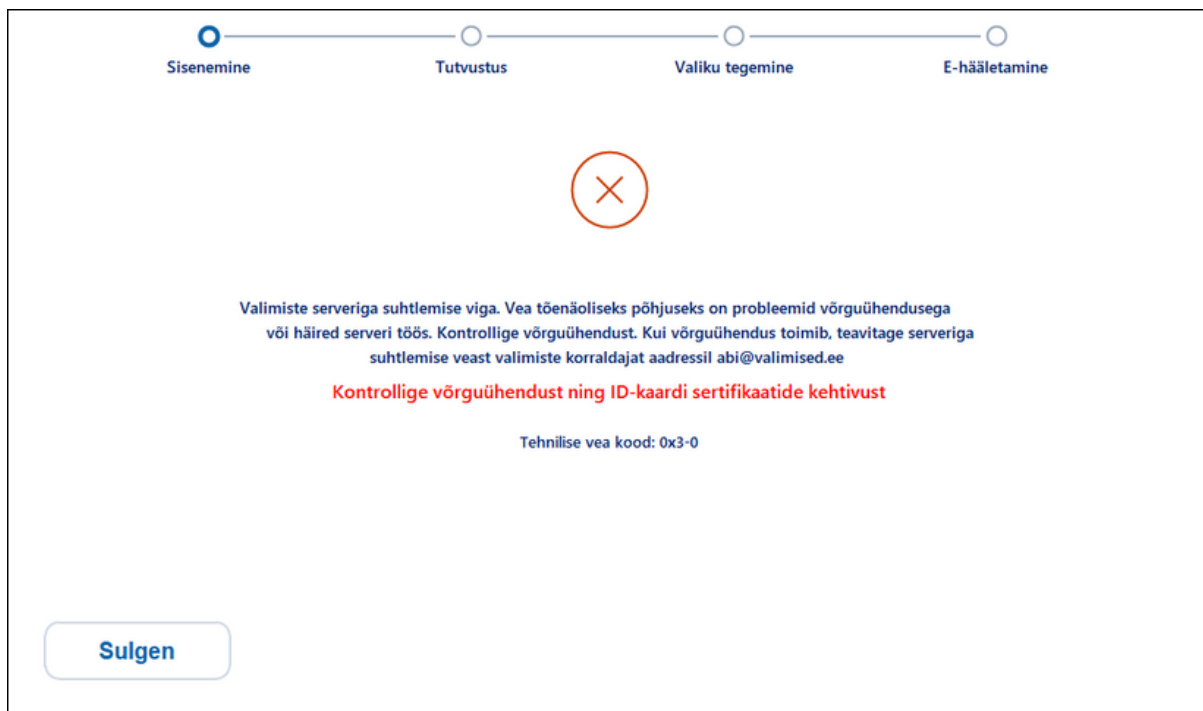 Sisenemine
Tutvustus
Valiku tegemine
E-hääletamine
Valimiste serveriga suhtlemise viga. Vea tõenäoliseks põhjuseks on probleemid võrguühendusega
või häired serveri töös. Kontrollige võrguühendust. Kui võrguühendus toimib, teavitage serveriga
suhtlemise veast valimiste korraldajat aadressil abi@valimised.ee
Kontrollige võrguühendust ning ID-kaardi sertifikaatide kehtivust
Tehnilise vea kood: 0x3-0
Sulgen